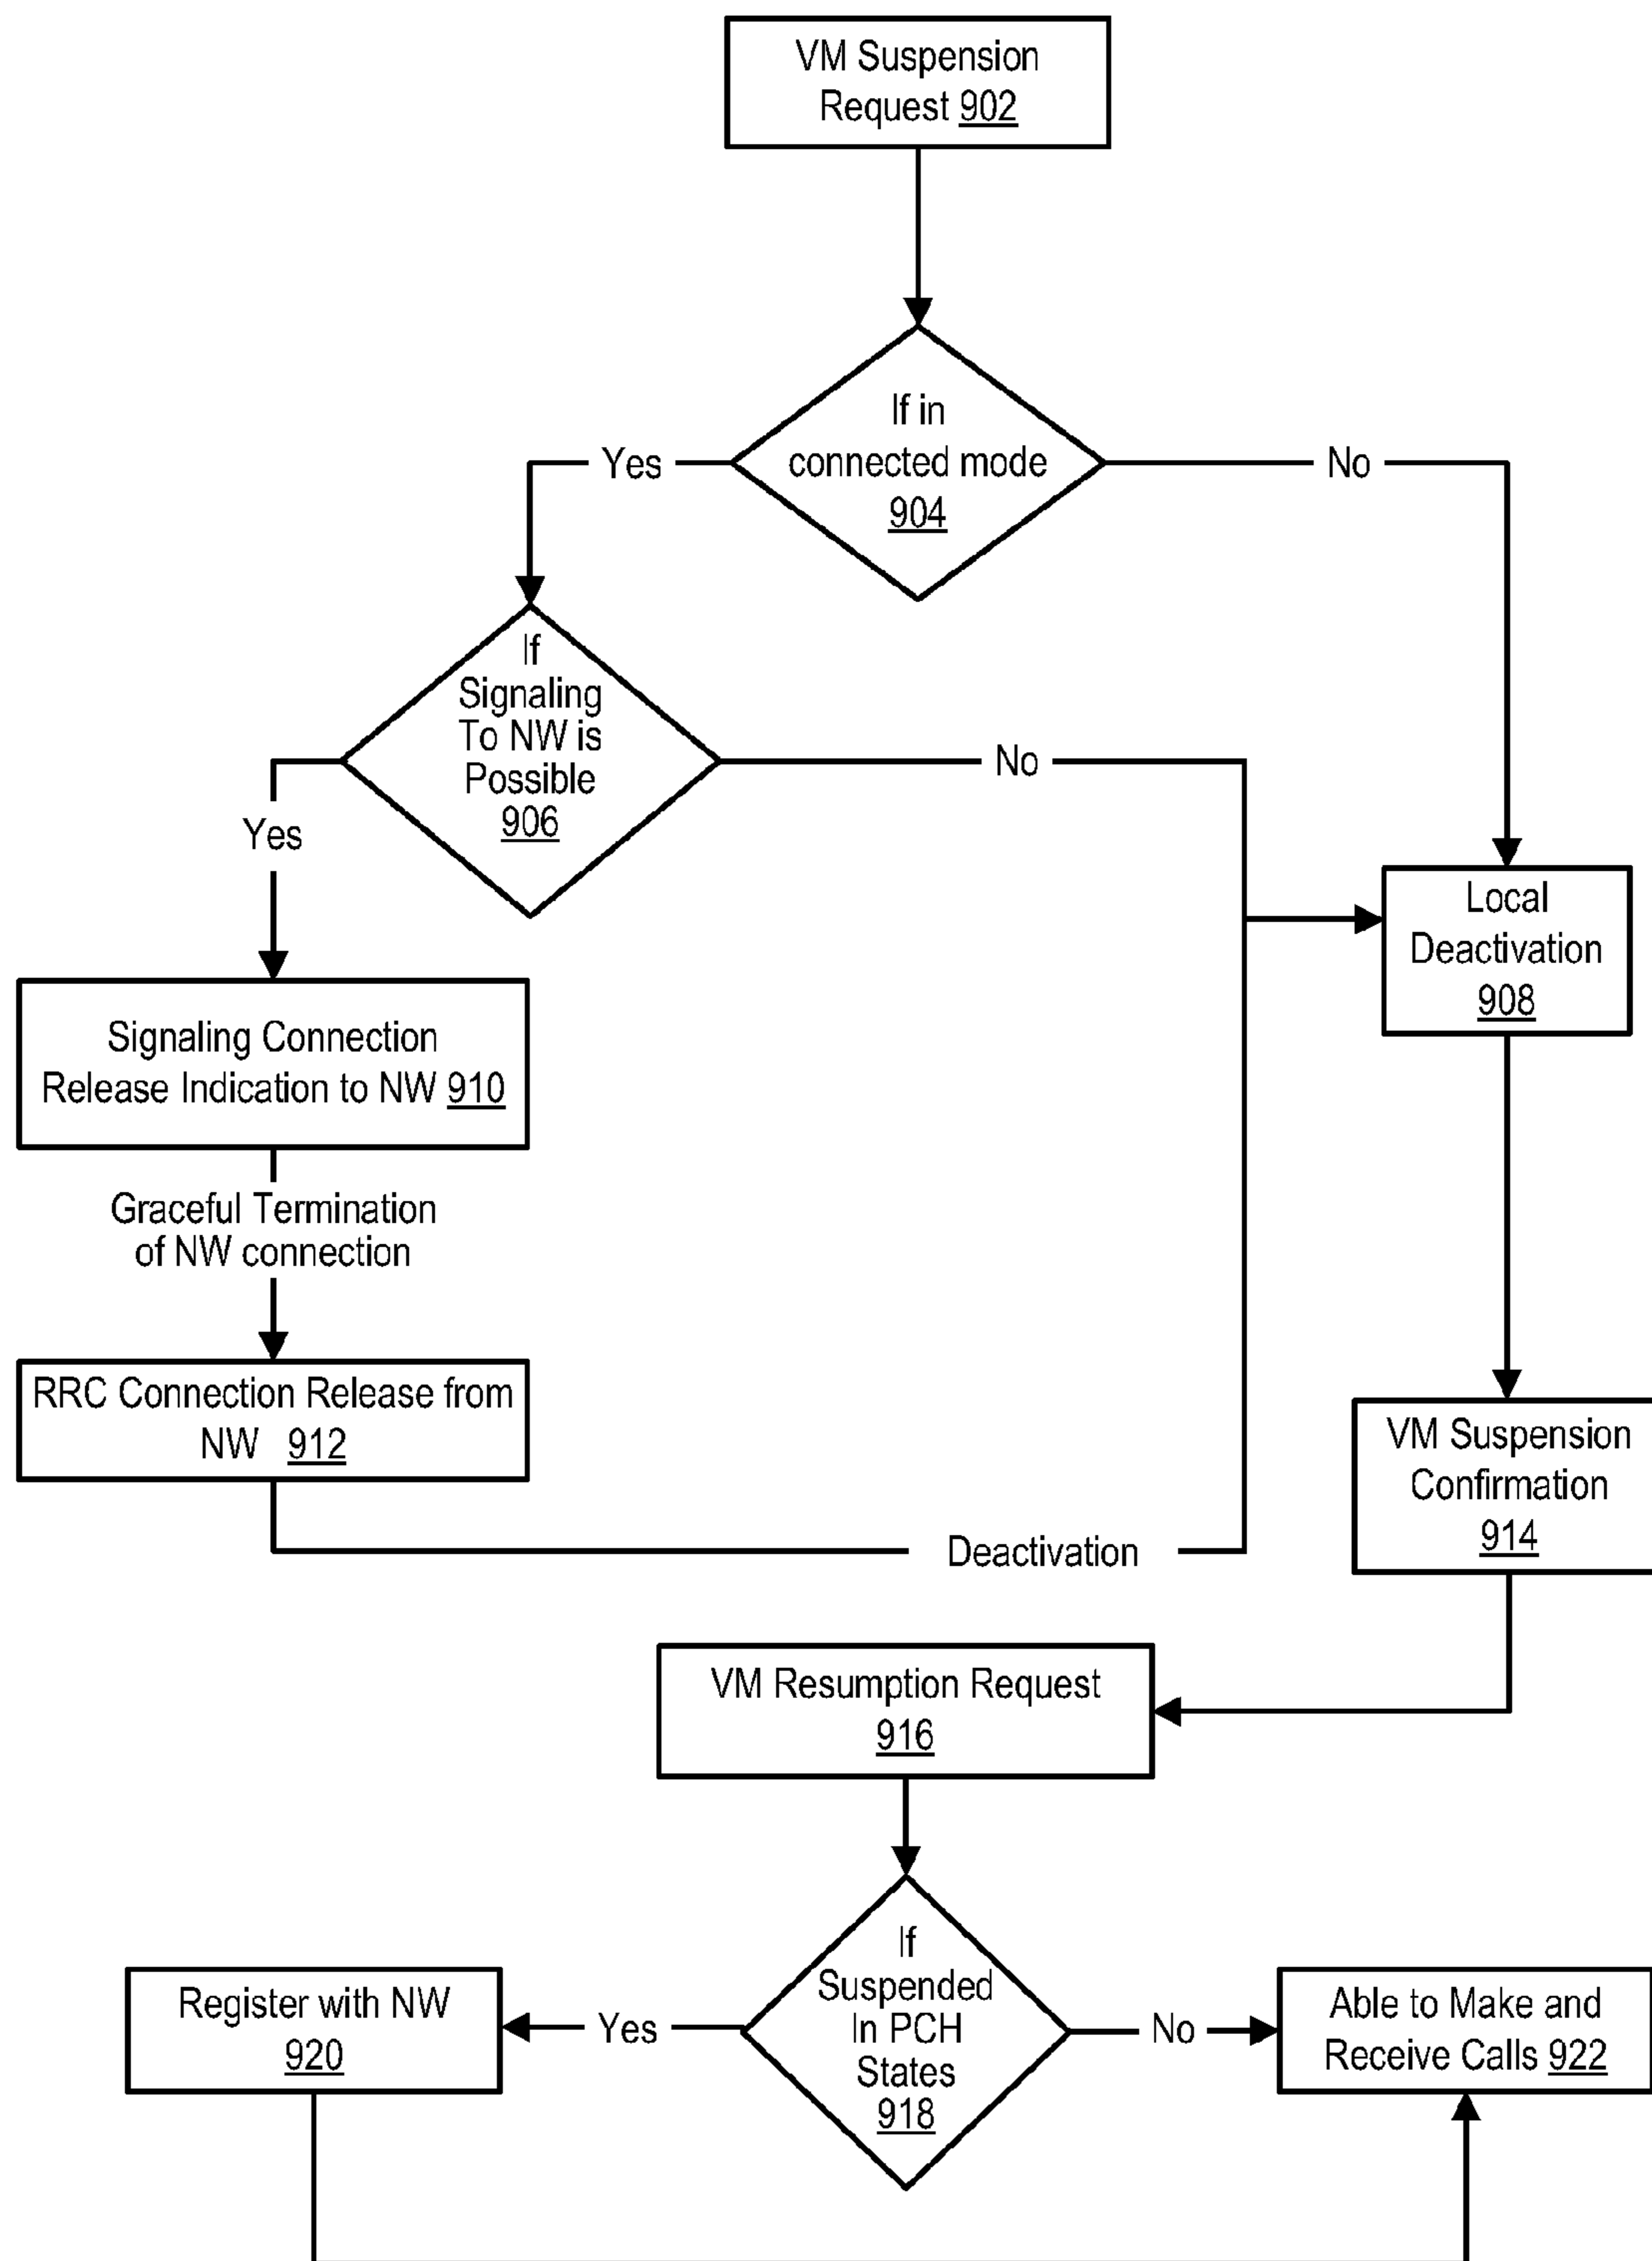 VM Suspension
Request 902
If in
connected mode
904
Yes
No
If
Signaling
To NW is
Possible
906
No
Yes
Local
Deactivation
908
Signaling Connection
Release Indication to NW 910
Graceful Termination
of NW connection
RRC Connection Release from
NW 912
VM Suspension
Confirmation
914
Deactivation
VM Resumption Request
916
If
Suspended
In PCH
States
918
Register with NW
920
Yes
No
Able to Make and
Receive Calls 922